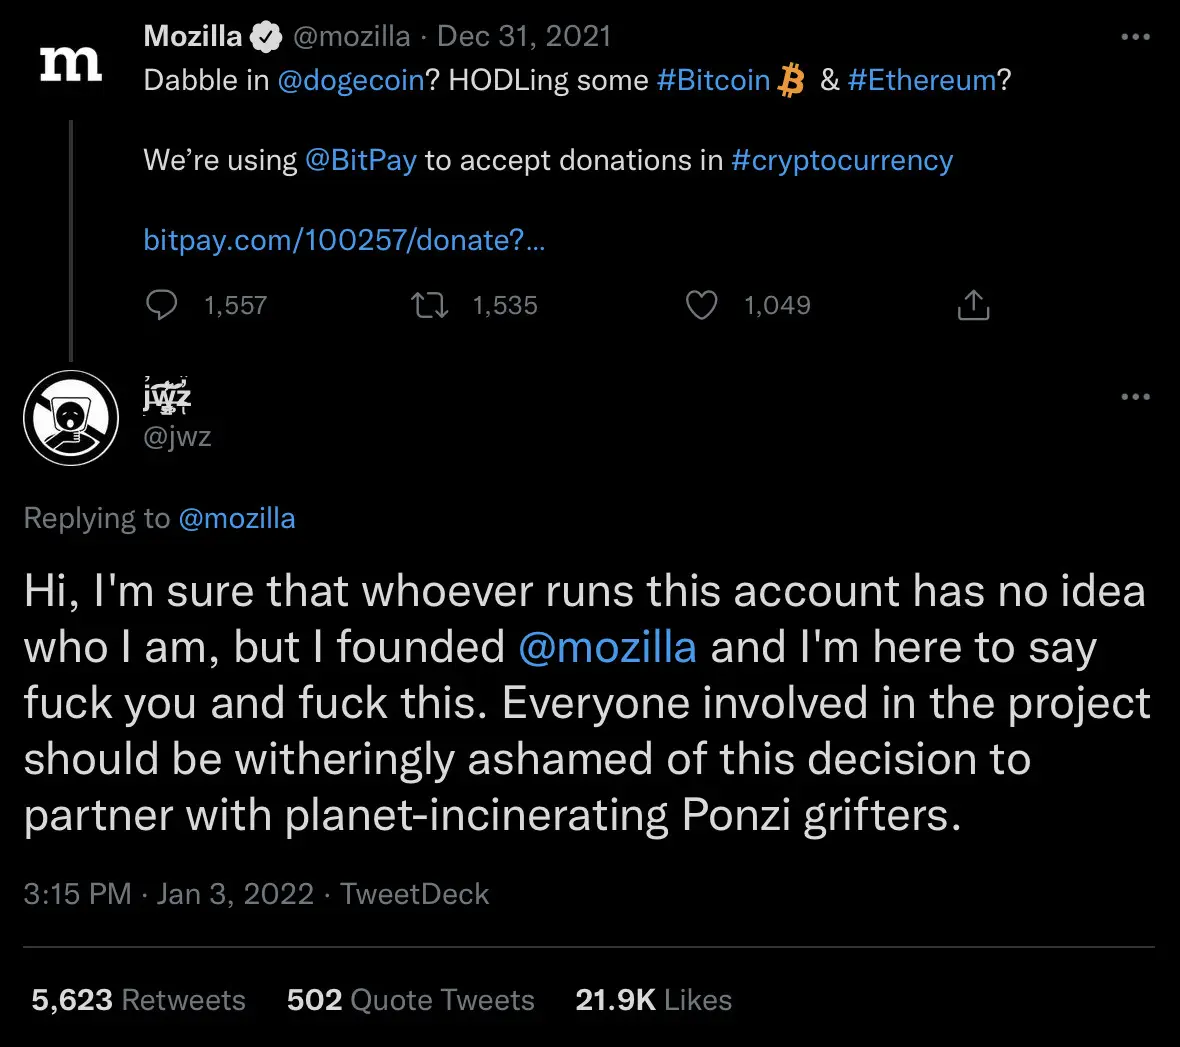 m
Mozilla @mozilla · Dec 31, 2021
Dabble in @dogecoin? HODLing some #Bitcoin & #Ethereum?
We’re using @BitPay to accept donations in #cryptocurrency
bitpay.com/100257/donate?...
1,557 1,535 1,049
jwz
@jwz
Replying to @mozilla
Hi, I'm sure that whoever runs this account has no idea
who I am, but I founded @mozilla and I'm here to say
fuck you and fuck this. Everyone involved in the project
should be witheringly ashamed of this decision to
partner with planet-incinerating Ponzi grifters.
3:15 PM · Jan 3, 2022 · TweetDeck
5,623 Retweets 502 Quote Tweets 21.9K Likes